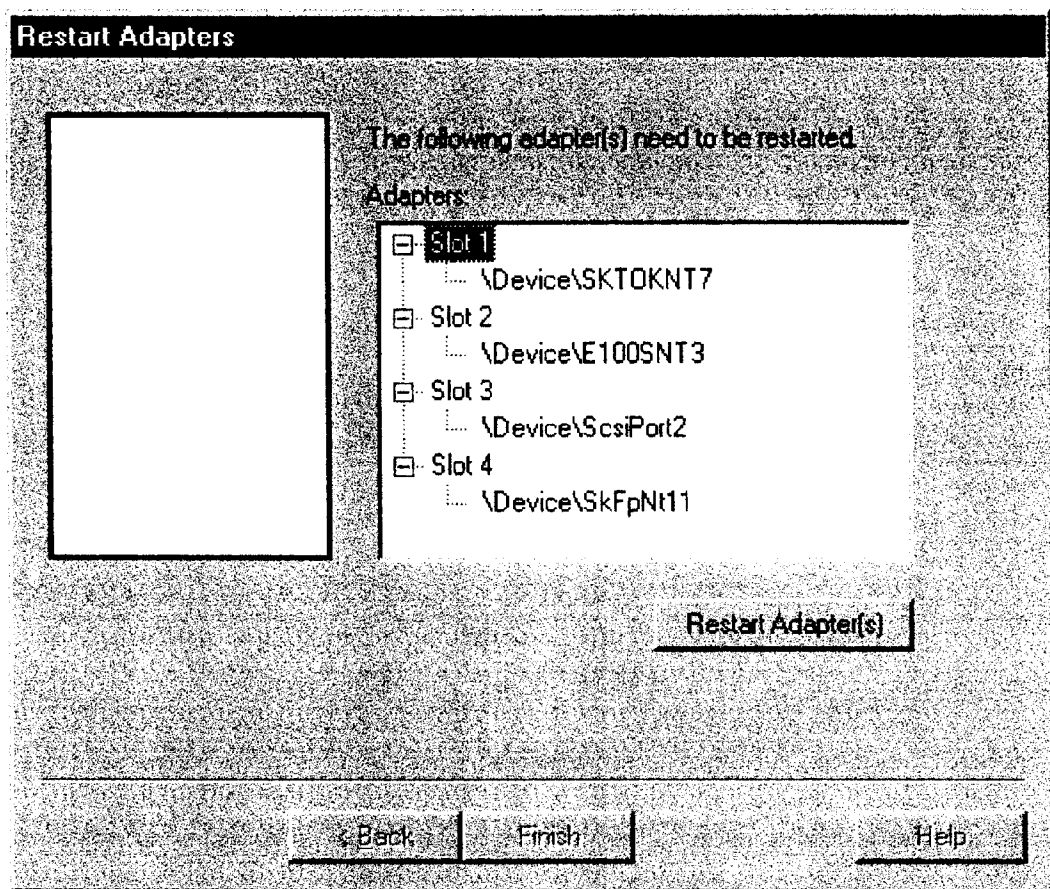 Restart Adapters
The following adapter(s) need to be restarted.
Adapters:
Slot 1
\Device\SKTOKNT7
Slot 2
\Device\E100SNT3
Slot 3
\Device\ScsiPort2
Slot 4
\Device\SkFpNt11
Restart Adapter(s)
< Back
Finish
Help